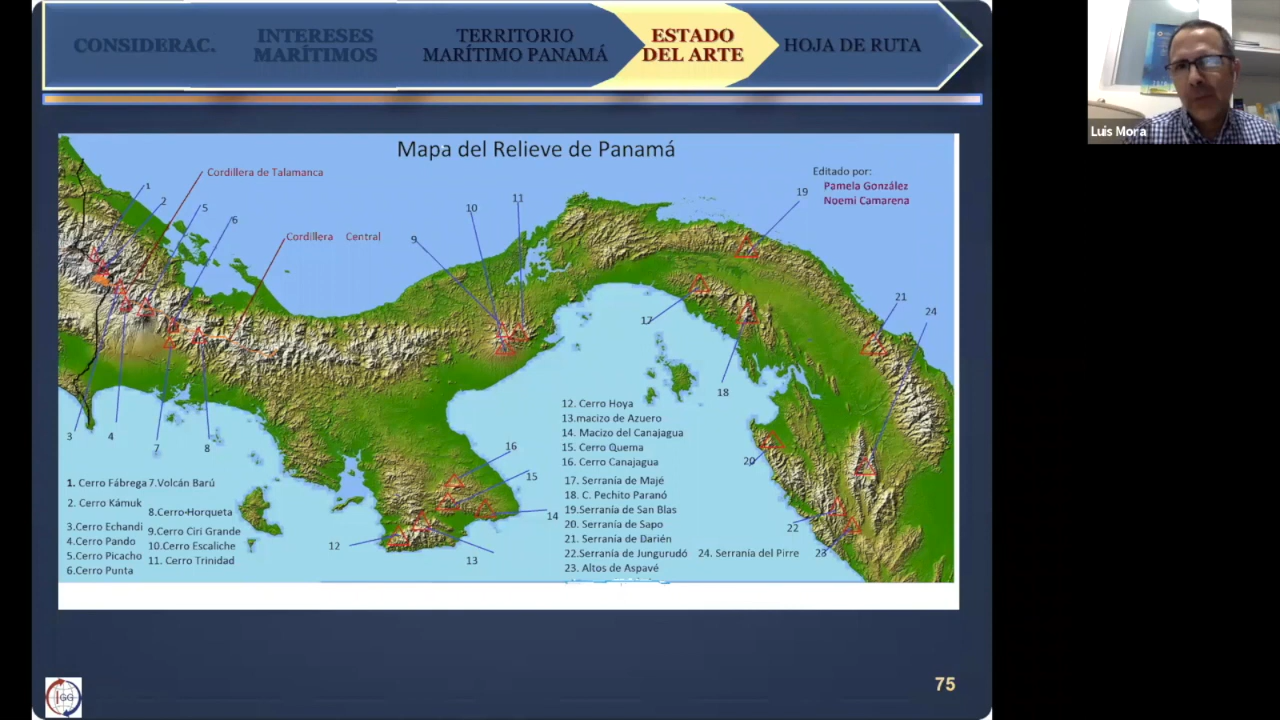 CONSIDERAC.
INTERESES
MARÍTIMOS
TERRITORIO
MARÍTIMO PANAMÁ
ESTADO
DEL ARTE
HOJA DE RUTA
Luis Mora
Mapa del Relieve de Panamá
Editado por:
Pamela González
Noemi Camarena
Cordillera de Talamanca
Cordillera Central
1
2
5
6
9
10
11
19
17
18
21
24
20
22
23
3
4
7
8
16
15
14
13
12
1. Cerro Fábrega
2. Cerro Kámuk
3.Cerro Echandi
4.Cerro Pando
5.Cerro Picacho
6.Cerro Punta
7.Volcán Barú
8.Cerro Horqueta
9.Cerro Ciri Grande
10.Cerro Escaliche
11. Cerro Trinidad
12. Cerro Hoya
13.macizo de Azuero
14. Macizo del Canajagua
15. Cerro Quema
16. Cerro Canajagua
17. Serranía de Majé
18. C. Pechito Paranó
19.Serranía de San Blas
20. Serranía de Sapo
21. Serranía de Darién
22.Serranía de Jungurudó
23. Altos de Aspavé
24. Serranía del Pirre
IGG
75